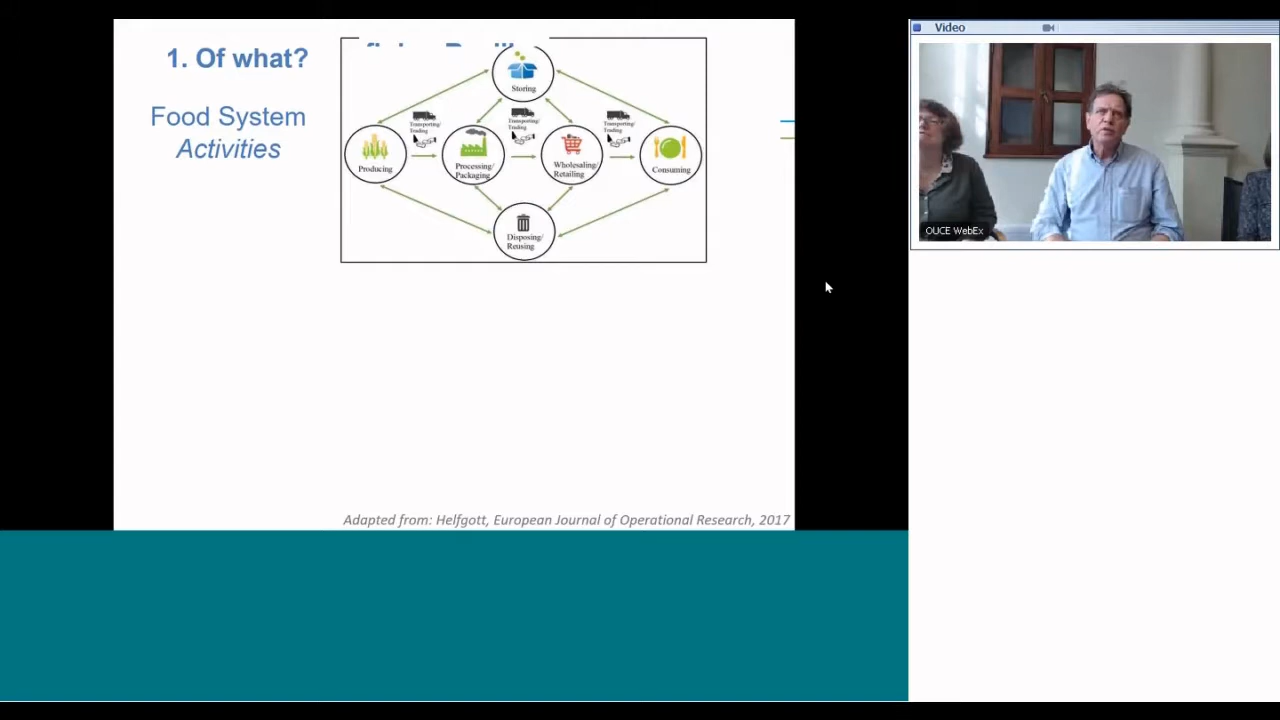 1. Of what?
Food System
Activities
Storing
Transporting/
Trading
Transporting/
Trading
Transporting/
Trading
Producing
Processing/
Packaging
Wholesaling/
Retailing
Consuming
Disposing/
Reusing
Adapted from: Helfgott, European Journal of Operational Research, 2017
Video
OUCE WebEx